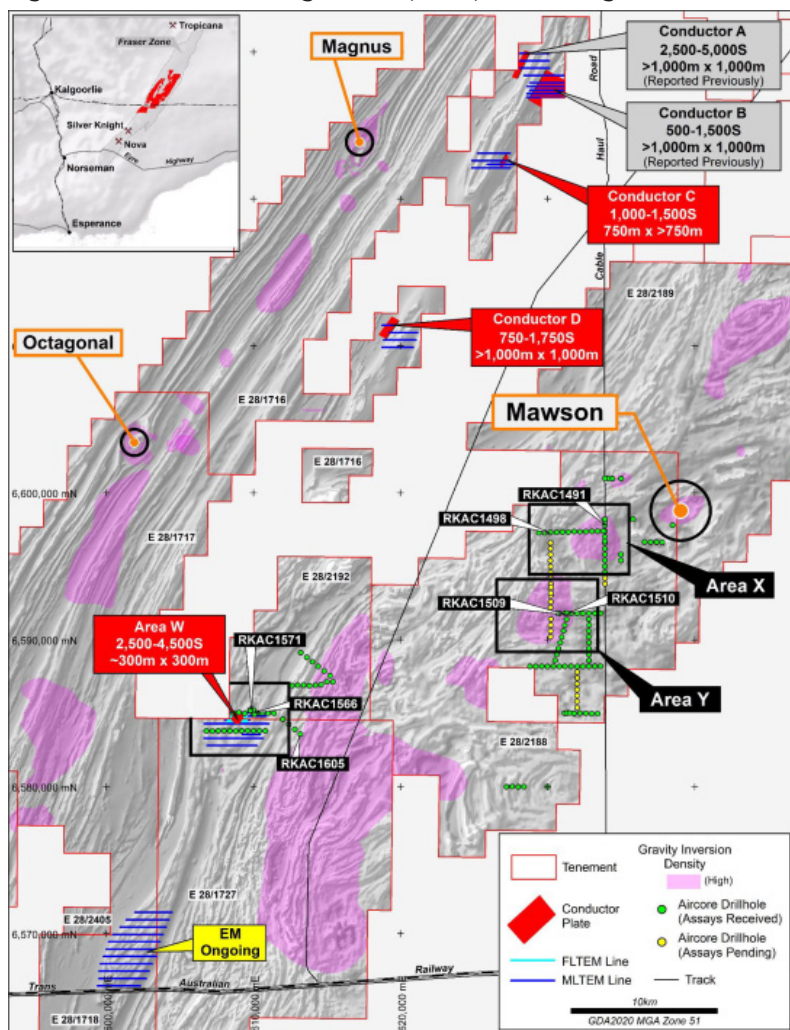 Tropicana
Fraser Zone
Kalgoorlie
Silver Knight
Nova
Eyre Highway
Norseman
Esperance
Magnus
Conductor A
2,500-5,000S
>1,000m x 1,000m
(Reported Previously)
Road
Conductor B
500-1,500S
>1,000m x 1,000m
(Reported Previously)
Haul
Conductor C
1,000-1,500S
750m x >750m
Cable
E 28/2189
Conductor D
750-1,750S
>1,000m x 1,000m
Octagonal
E 28/1716
Mawson
E 28/1716
6,600,000 mN
RKAC1491
RKAC1498
E 28/1717
Area X
E 28/2192
RKAC1509
RKAC1510
Area W
2,500-4,500S
~300m x 300m
6,590,000 mN
RKAC1571
Area Y
RKAC1566
E 28/2188
RKAC1605
6,580,000 mN
E 28/1727
E 28/2405
EM
Ongoing
6,570,000 mN
Trans Australian Railway
E 28/1718
Tenement
Gravity Inversion
Density
(High)
Conductor
Plate
Aircore Drillhole
(Assays Received)
Aircore Drillhole
(Assays Pending)
FLTEM Line
MLTEM Line
Track
10km
GDA2020 MGA Zone 51